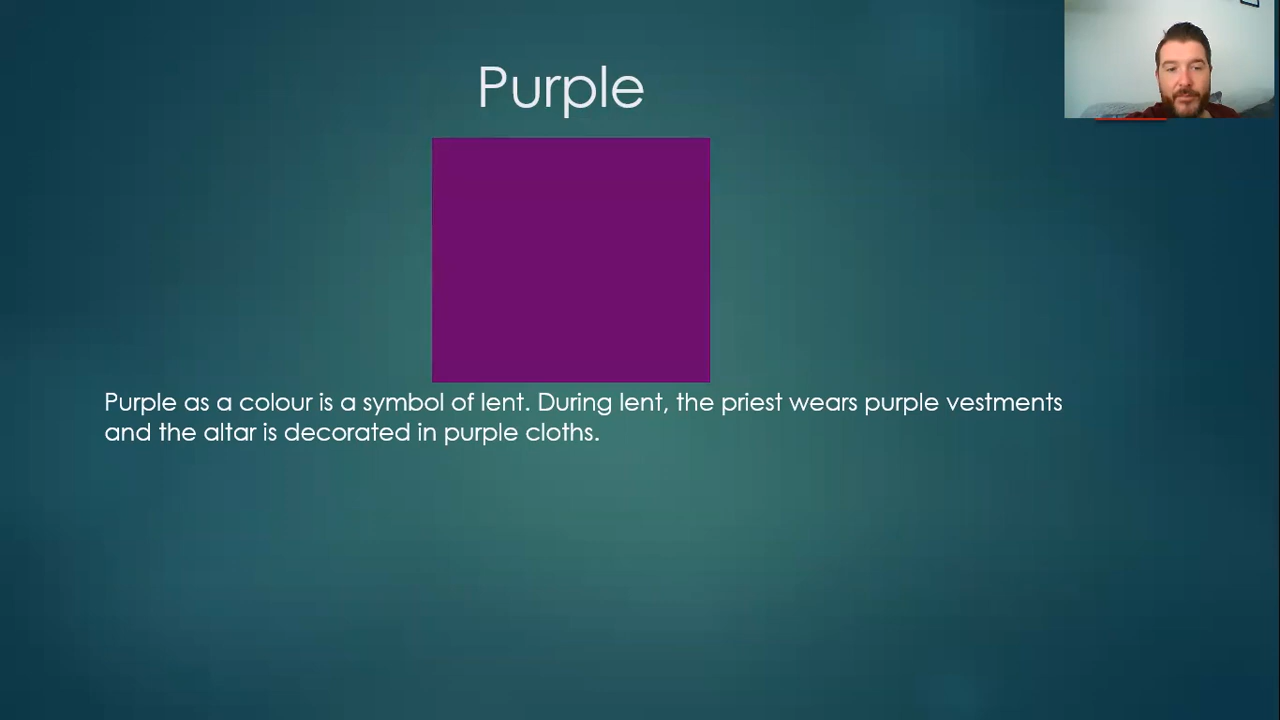 Purple
Purple as a colour is a symbol of lent. During lent, the priest wears purple vestments
and the altar is decorated in purple cloths.